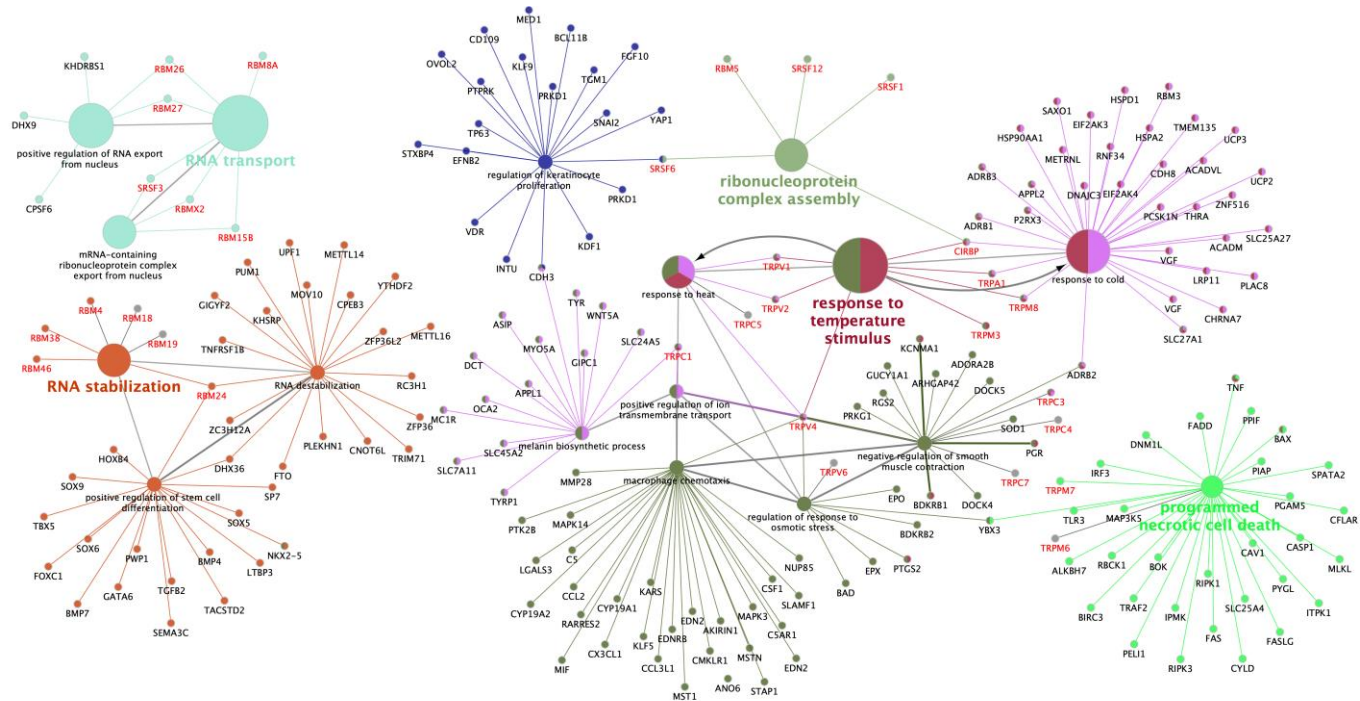 MED1
CD109
BCL11B
OVOL2
KLF9
FGF10
TGM1
PTPRK
PRKD1
SNAI2
YAP1
TP63
STXBP4
EFNB2
SRSF6
regulation of keratinocyte
proliferation
PRKD1
VDR
KDF1
INTU
CDH3
KHDRBS1
RBM26
RBM8A
RBM27
DHX9
positive regulation of RNA export
from nucleus
RNA transport
SRSF3
CPSF6
RBMX2
RBM15B
mRNA-containing
ribonucleoprotein complex
export from nucleus
RBM5
SRSF12
SRSF1
ribonucleoprotein
complex assembly
CIRBP
HSPD1
RBM3
SAXO1
EIF2AK3
TMEM135
HSP90AA1
HSPA2
UCP3
METRNL
RNF34
ACADVL
ADRB3
CDH8
APPL2
DNAJC3
EIF2AK4
UCP2
PCSK1N
THRA
ZNF516
P2RX3
ADRB1
SLC25A27
ACADM
VGF
LRP11
PLAC8
response to cold
VGF
CHRNA7
SLC27A1
TRPV1
TRPA1
TRPM8
response to heat
TRPV2
response to
temperature
stimulus
TRPC5
TRPM3
ADRB2
UPF1
METTL14
PUM1
YTHDF2
MOV10
CPEB3
GIGYF2
KHSRP
ZFP36L2
METTL16
TNFRSF1B
RBM4
RBM18
RBM38
RBM19
RBM46
RNA stabilization
RNA destabilization
RC3H1
RBM24
ZC3H12A
ZFP36
PLEKHN1
CNOT6L
TRIM71
DHX36
FTO
SP7
HOXB4
SOX9
positive regulation of stem cell
differentiation
TBX5
SOX5
SOX6
NKX2-5
PWP1
BMP4
LTBP3
FOXC1
GATA6
TGFB2
TACSTD2
BMP7
SEMA3C
TYR
WNT5A
ASIP
SLC24A5
MYO5A
GIPC1
TRPC1
DCT
APPL1
OCA2
MC1R
positive regulation of ion
transmembrane transport
melanin biosynthetic process
SLC45A2
SLC7A11
TYRP1
TRPV4
KCNMA1
ADORA2B
GUCY1A1
ARHGAP42
DOCK5
RGS2
PRKG1
SOD1
TRPC3
TRPC4
PGR
negative regulation of smooth
muscle contraction
TRPC7
BDKRB1
DOCK4
macrophage chemotaxis
TRPV6
MMP28
regulation of response to
osmotic stress
EPO
BDKRB2
YBX3
EPX
PTGS2
BAD
PTK2B
MAPK14
LGALS3
C5
NUP85
CCL2
KARS
CSF1
SLAMF1
CYP19A2
CYP19A1
RARRES2
EDN2
MAPK3
EDNRB
AKIRIN1
C5AR1
KLF5
CX3CL1
CMKLR1
MSTN
EDN2
MIF
CCL3L1
STAP1
MST1
ANO6
TNF
FADD
PPIF
DNM1L
BAX
IRF3
PIAP
SPATA2
TRPM7
programmed
necrotic cell death
PGAM5
TLR3
MAP3K5
CFLAR
TRPM6
CAV1
CASP1
ALKBH7
RBCK1
BOK
MLKL
RIPK1
PYGL
TRAF2
SLC25A4
ITPK1
BIRC3
IPMK
FAS
FASLG
PELI1
RIPK3
CYLD